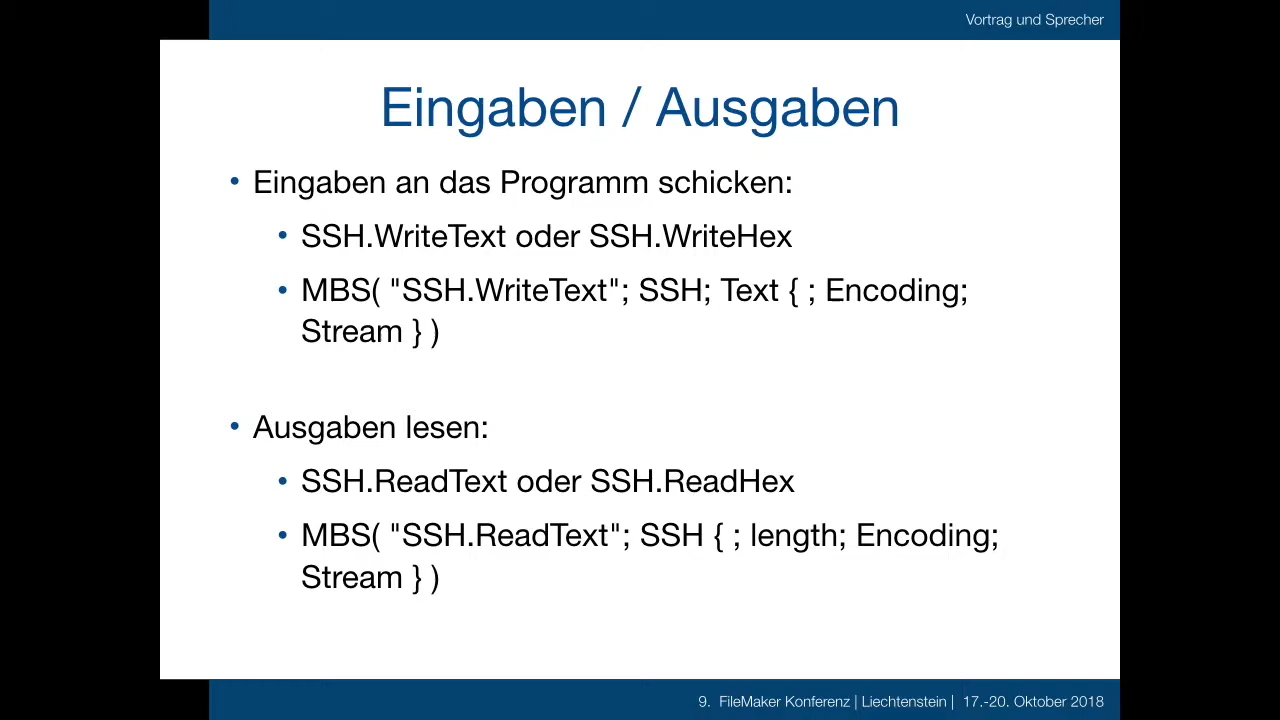 Vortrag und Sprecher
Eingaben / Ausgaben
• Eingaben an das Programm schicken:
• SSH.WriteText oder SSH.WriteHex
• MBS( "SSH.WriteText"; SSH; Text { ; Encoding;
Stream } )
• Ausgaben lesen:
• SSH.ReadText oder SSH.ReadHex
• MBS( "SSH.ReadText"; SSH { ; length; Encoding;
Stream } )
9. FileMaker Konferenz | Liechtenstein | 17.-20. Oktober 2018